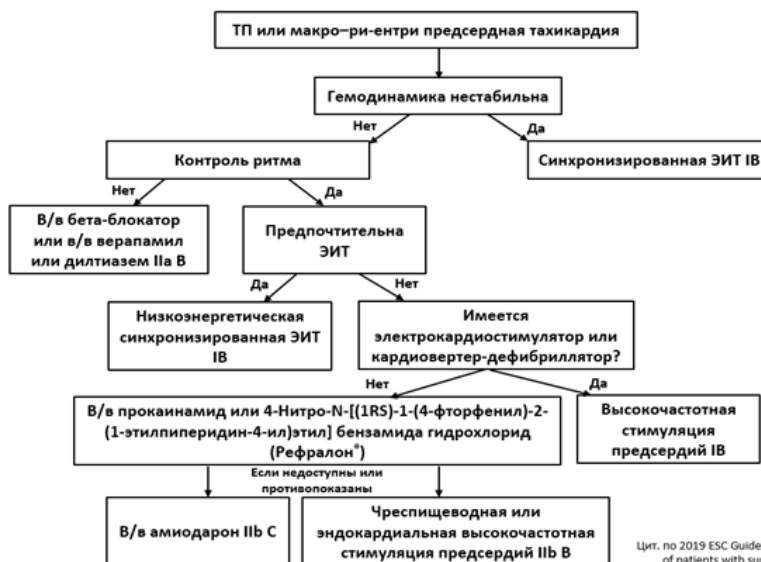 ТП или макро–ри-ентри предсердная тахикардия
Гемодинамика нестабильна
Нет
Да
Контроль ритма
Синхронизированная ЭИТ IB
Нет
Да
В/в бета-блокатор
или в/в верапамил
или дилтиазем IIa B
Предпочтительна
ЭИТ
Да
Нет
Низкоэнергетическая
синхронизированная ЭИТ
IB
Имеется
электрокардиостимулятор или
кардиовертер-дефибриллятор?
Нет
Да
В/в прокаинамид или 4-Нитро-N-[(1RS)-1-(4-фторфенил)-2-
(1-этилпиперидин-4-ил)этил] бензамида гидрохлорид
(Рефралон®)
Высокочастотная
стимуляция
предсердий IB
Если недоступны или
противопоказаны
В/в амиодарон IIb C
Чреспищеводная или
эндокардиальная высокочастотная
стимуляция предсердий IIb B
Цит. по 2019 ESC Guide
of patients with